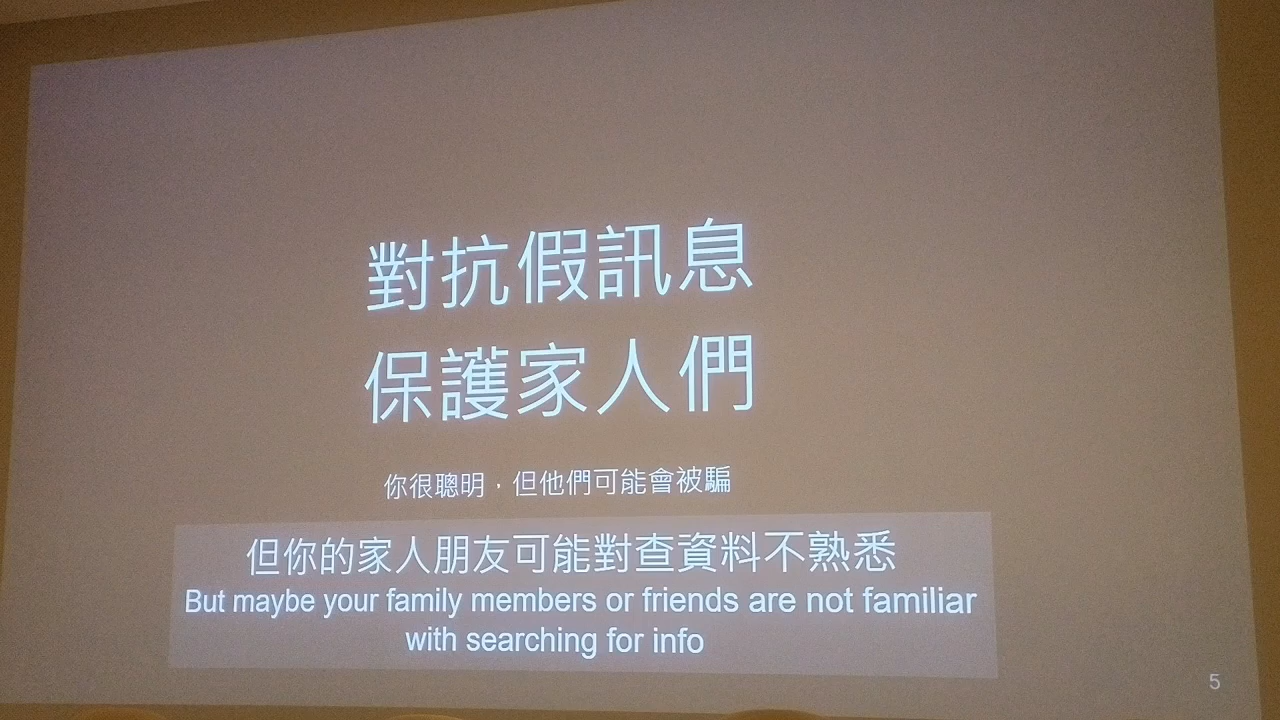 對抗假訊息
保護家人們
你很聰明，但他們可能會被騙
但你的家人朋友可能對查資料不熟悉
But maybe your family members or friends are not familiar
with searching for info
5